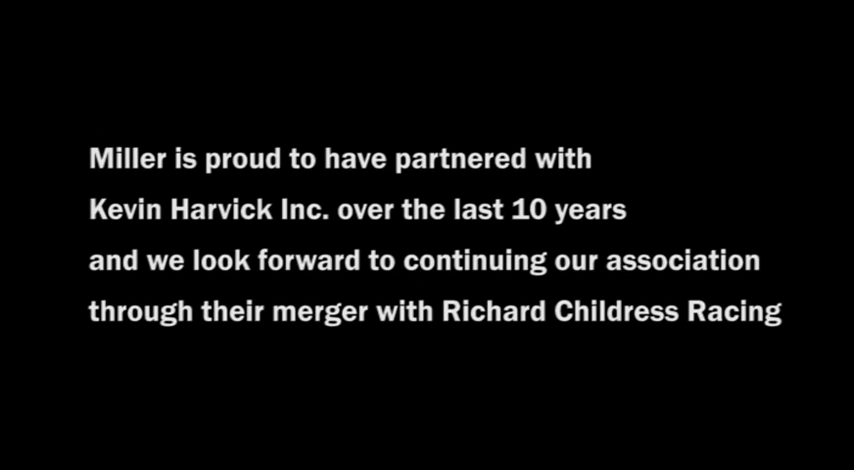 Miller is proud to have partnered with
Kevin Harvick Inc. over the last 10 years
and we look forward to continuing our association
through their merger with Richard Childress Racing